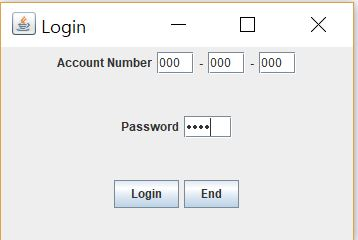 Login
Account Number 000 - 000 - 000
Password ••••
Login End